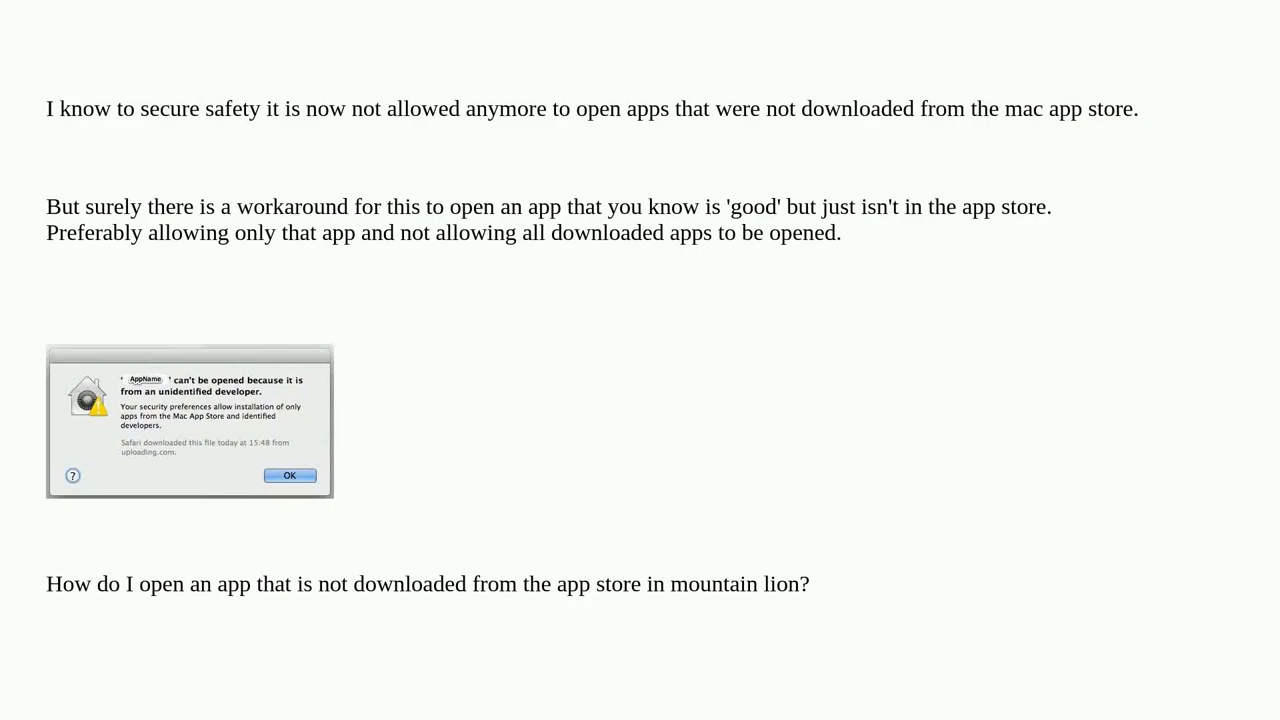 I know to secure safety it is now not allowed anymore to open apps that were not downloaded from the mac app store.
But surely there is a workaround for this to open an app that you know is 'good' but just isn't in the app store.
Preferably allowing only that app and not allowing all downloaded apps to be opened.
' AppName ' can't be opened because it is
from an unidentified developer.
Your security preferences allow installation of only
apps from the Mac App Store and identified
developers.
Safari downloaded this file today at 15:48 from
uploading.com.
? OK
How do I open an app that is not downloaded from the app store in mountain lion?